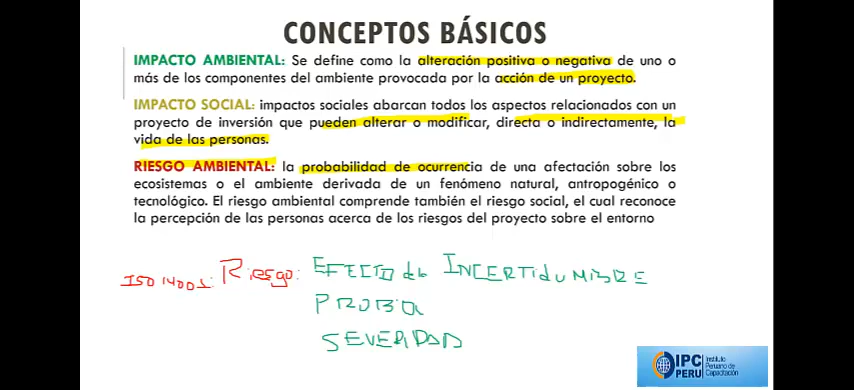 CONCEPTOS BÁSICOS
IMPACTO AMBIENTAL: Se define como la alteración positiva o negativa de uno o
más de los componentes del ambiente provocada por la acción de un proyecto.
IMPACTO SOCIAL: impactos sociales abarcan todos los aspectos relacionados con un
proyecto de inversión que pueden alterar o modificar, directa o indirectamente, la
vida de las personas.
RIESGO AMBIENTAL: la probabilidad de ocurrencia de una afectación sobre los
ecosistemas o el ambiente derivada de un fenómeno natural, antropogénico o
tecnológico. El riesgo ambiental comprende también el riesgo social, el cual reconoce
la percepción de las personas acerca de los riesgos del proyecto sobre el entorno
ISO 14001: Riesgo: EFECTO de INCERTIdUMBRE
PROBA
SEVERIDAD
IPC PERU
Instituto
Peruano de
Capacitación